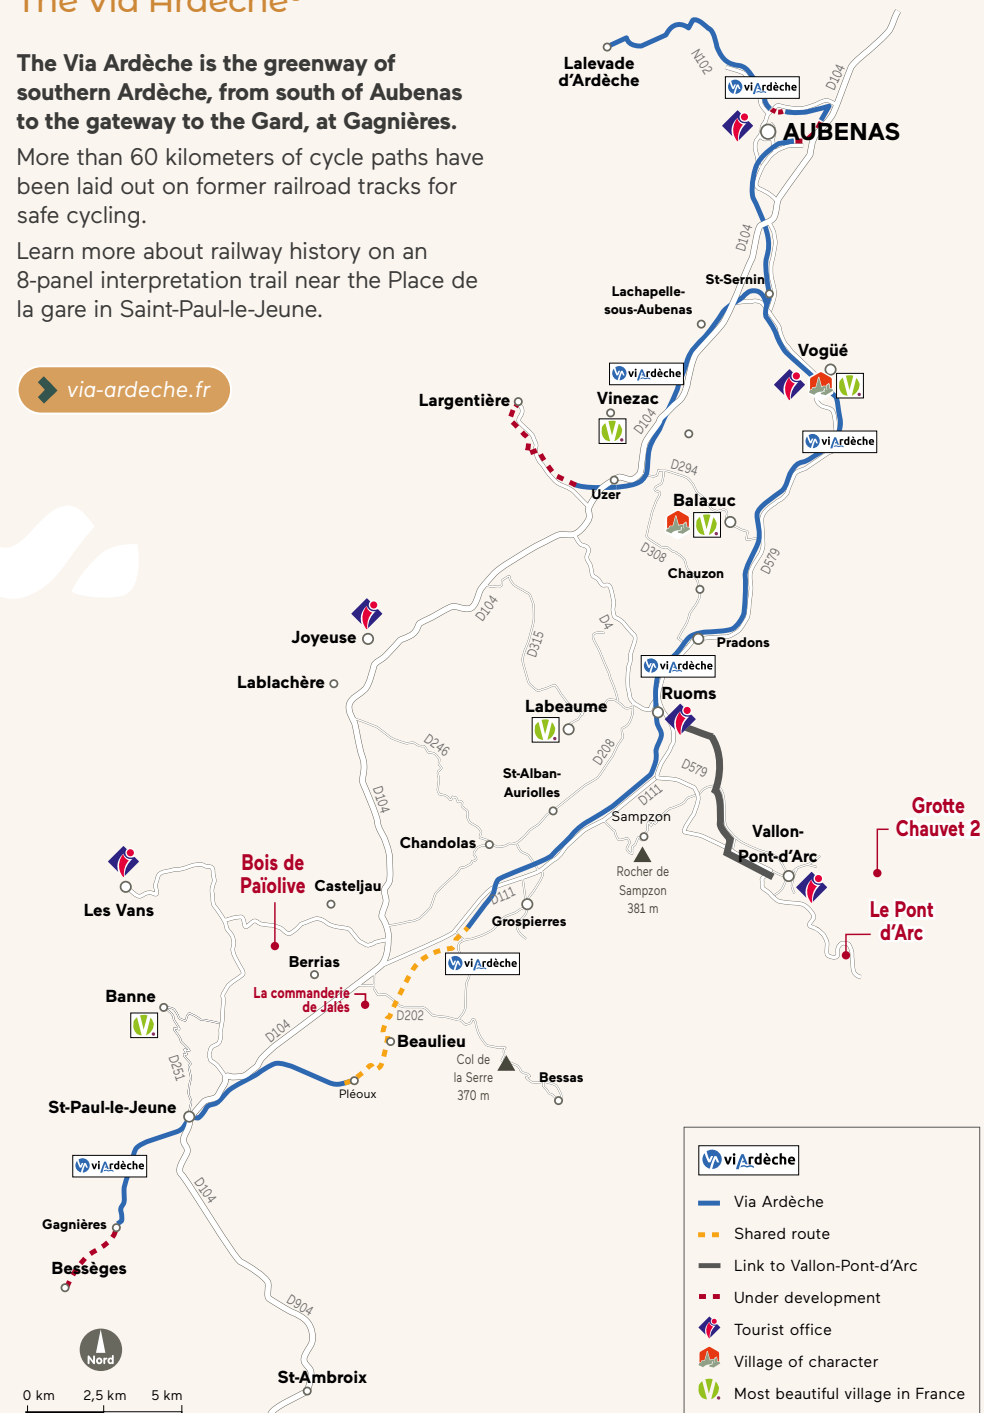 The Via Ardèche®
The Via Ardèche is the greenway of
southern Ardèche, from south of Aubenas
to the gateway to the Gard, at Gagnières.
More than 60 kilometers of cycle paths have
been laid out on former railroad tracks for
safe cycling.
Learn more about railway history on an
8-panel interpretation trail near the Place de
la gare in Saint-Paul-le-Jeune.
via-ardeche.fr
Lalevade
d'Ardèche
N102
D104
viArdèche
AUBENAS
D104
St-Sernin
Lachapelle-
sous-Aubenas
Vogüé
viArdèche
Largentière
Vinezac
D104
viArdèche
D294
Uzer
Balazuc
D308
D579
Chauzon
D104
D4
D315
Joyeuse
Pradons
viArdèche
Lablachère
Ruoms
Labeaume
D246
D208
D579
St-Alban-
Auriolles
D104
D111
Sampzon
Grotte
Chauvet 2
Vallon-
Pont-d'Arc
Chandolas
Bois de
Païolive
Rocher de
Sampzon
381 m
Casteljau
D111
Les Vans
Grospierres
Le Pont
d'Arc
Berrias
viArdèche
Banne
La commanderie
de Jalès
D202
D104
Beaulieu
D251
Col de
la Serre
370 m
Bessas
Pléoux
St-Paul-le-Jeune
viArdèche
D104
Gagnières
Bessèges
D904
Nord
St-Ambroix
0 km 2,5 km 5 km
viArdèche
Via Ardèche
Shared route
Link to Vallon-Pont-d'Arc
Under development
Tourist office
Village of character
Most beautiful village in France